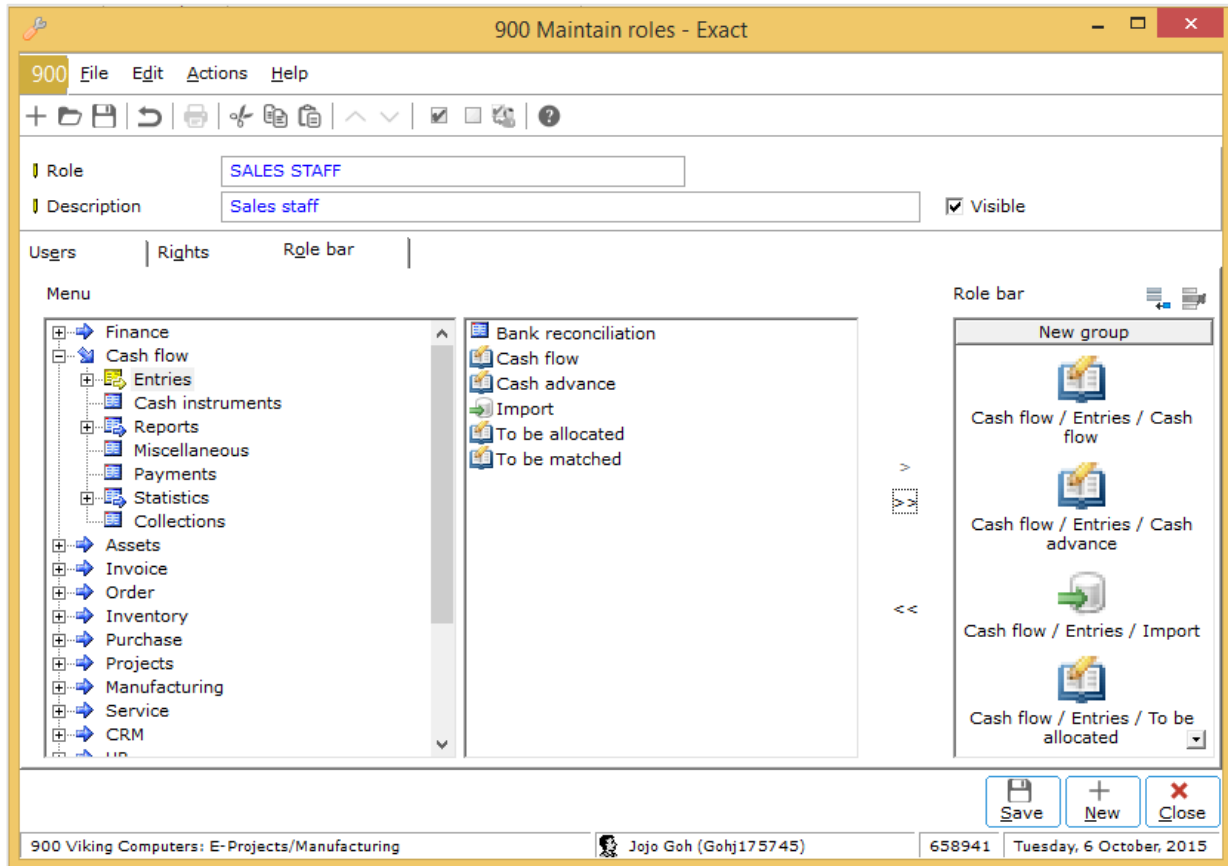 900 Maintain roles - Exact
900 File Edit Actions Help
Role SALES STAFF
Description Sales staff Visible
Users Rights Role bar
Menu
Finance
Cash flow
Entries
Cash instruments
Reports
Miscellaneous
Payments
Statistics
Collections
Assets
Invoice
Order
Inventory
Purchase
Projects
Manufacturing
Service
CRM
Bank reconciliation
Cash flow
Cash advance
Import
To be allocated
To be matched
>
>>
<<
Role bar
New group
Cash flow / Entries / Cash
flow
Cash flow / Entries / Cash
advance
Cash flow / Entries / Import
Cash flow / Entries / To be
allocated
Save New Close
900 Viking Computers: E-Projects/Manufacturing Jojo Goh (Gohj175745) 658941 Tuesday, 6 October, 2015